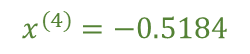 x⁽⁴⁾ = −0.5184